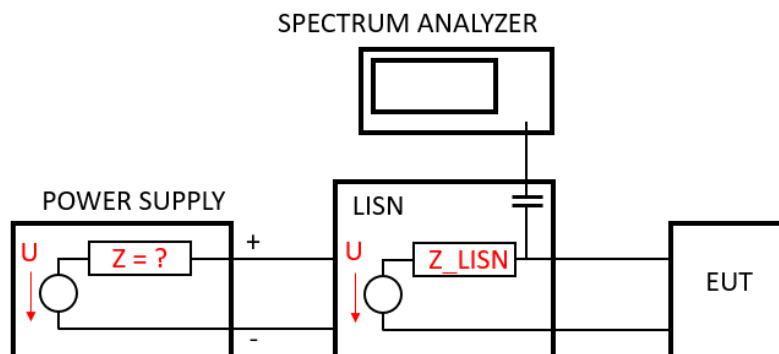 SPECTRUM ANALYZER
POWER SUPPLY
LISN
U
Z = ?
+
U
Z_LISN
EUT
-